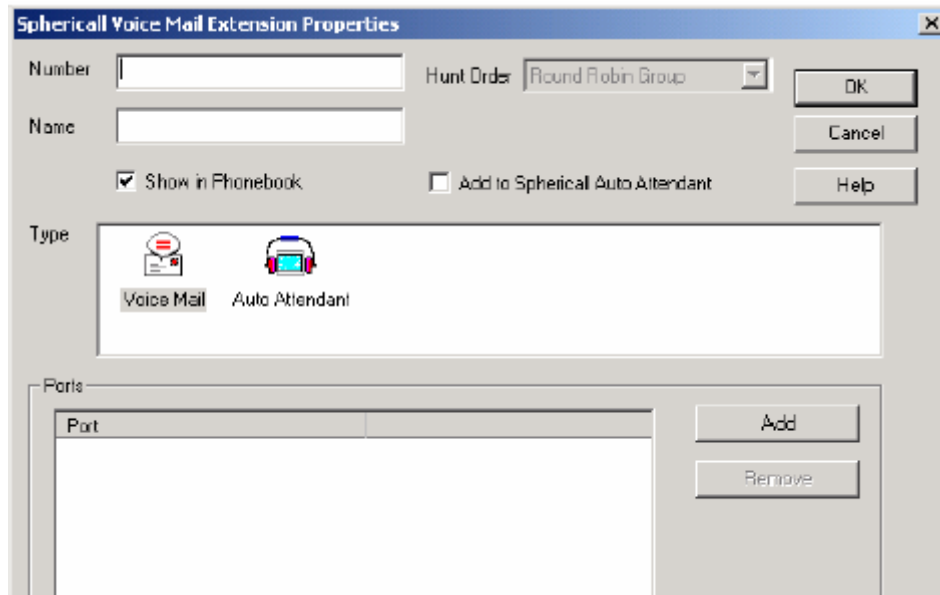 Sphericall Voice Mail Extension Properties
Number
Hunt Order Round Robin Group
OK
Name
Cancel
Show in Phonebook
Add to Spherical Auto Attendant
Help
Type
Voice Mail
Auto Attendant
Ports
Port
Add
Remove